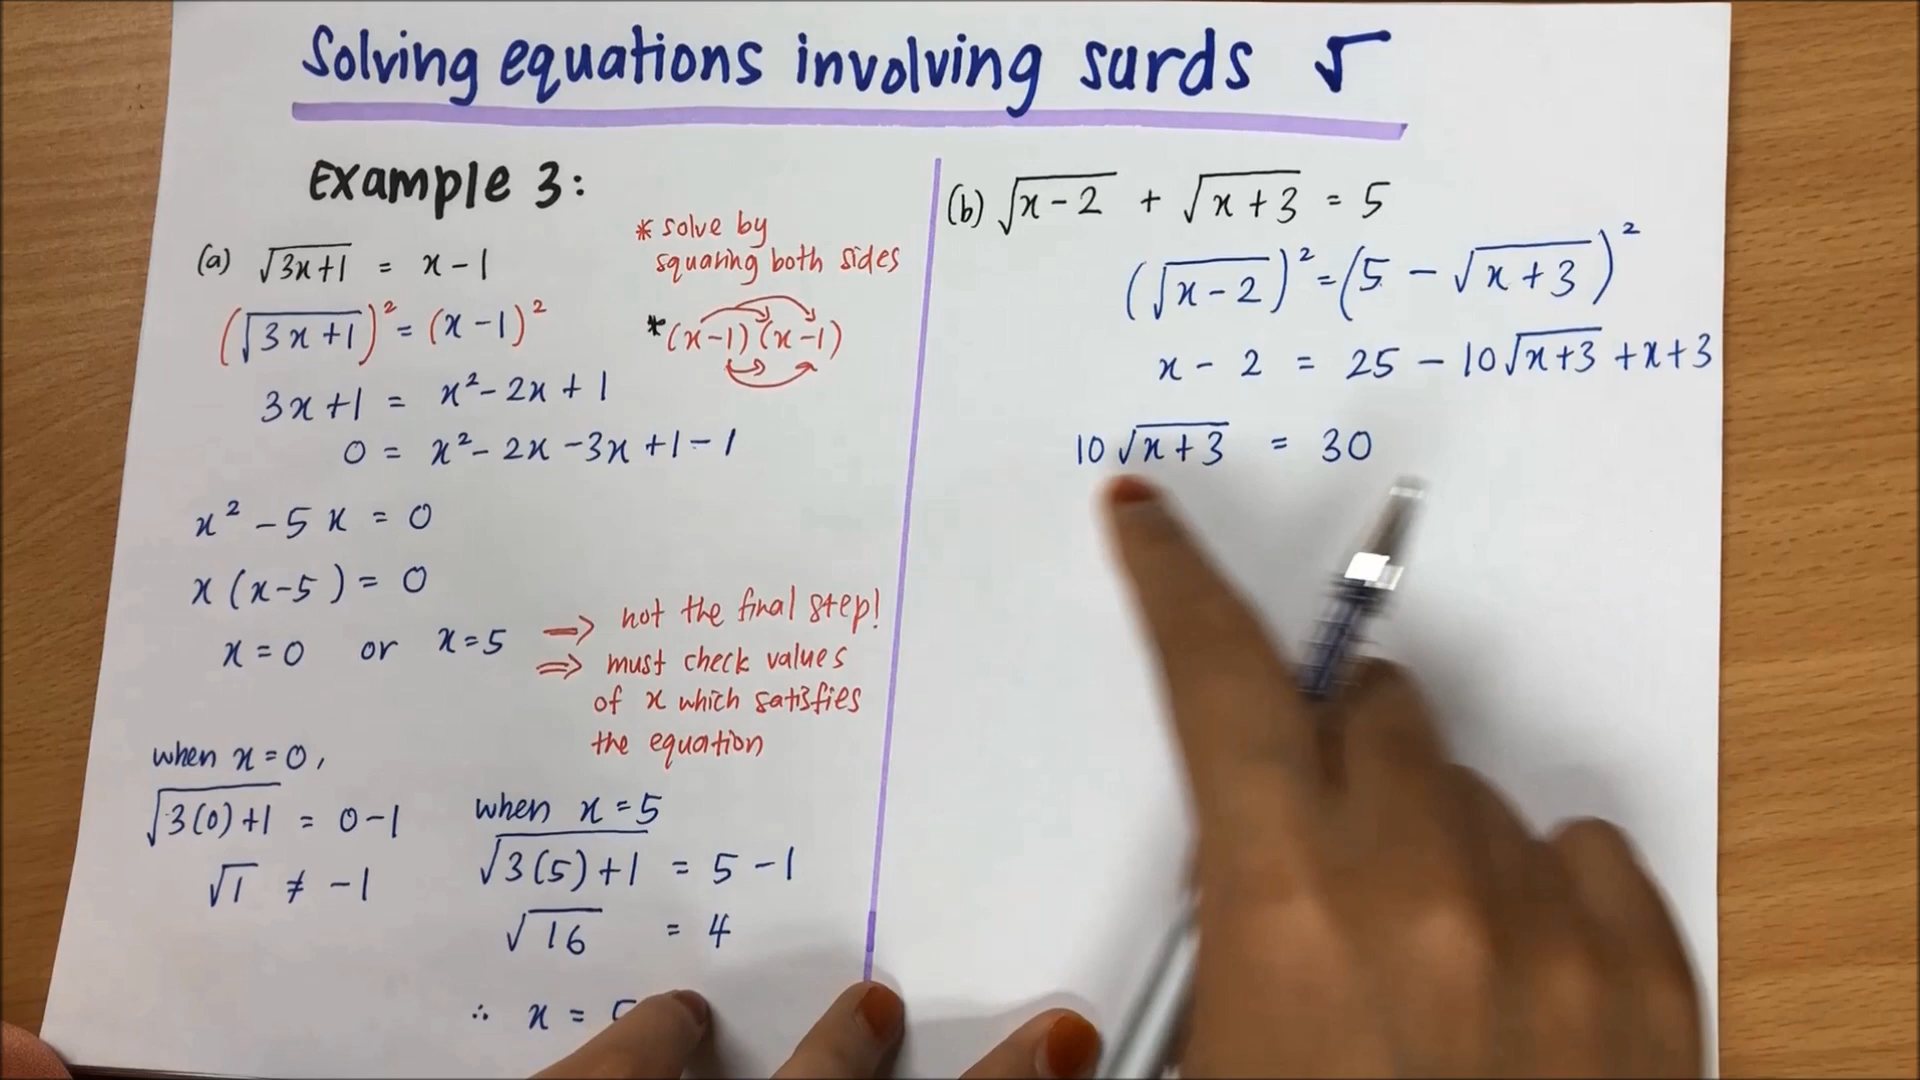 Solving equations involving surds √
Example 3:
(a) √3x+1 = x-1
(√3x+1)² = (x-1)²
3x+1 = x²-2x+1
0 = x²-2x-3x+1-1
x²-5x = 0
x(x-5) = 0
x=0 or x=5
* solve by
squaring both sides
*(x-1)(x-1)
⇒ not the final step!
⇒ must check values
of x which satisfies
the equation
when x=0,
√3(0)+1 = 0-1
√1 ≠ -1
when x=5
√3(5)+1 = 5-1
√16 = 4
∴ x =
(b) √x-2 + √x+3 = 5
(√x-2)² = (5 - √x+3)²
x-2 = 25 - 10√x+3 + x+3
10√x+3 = 30